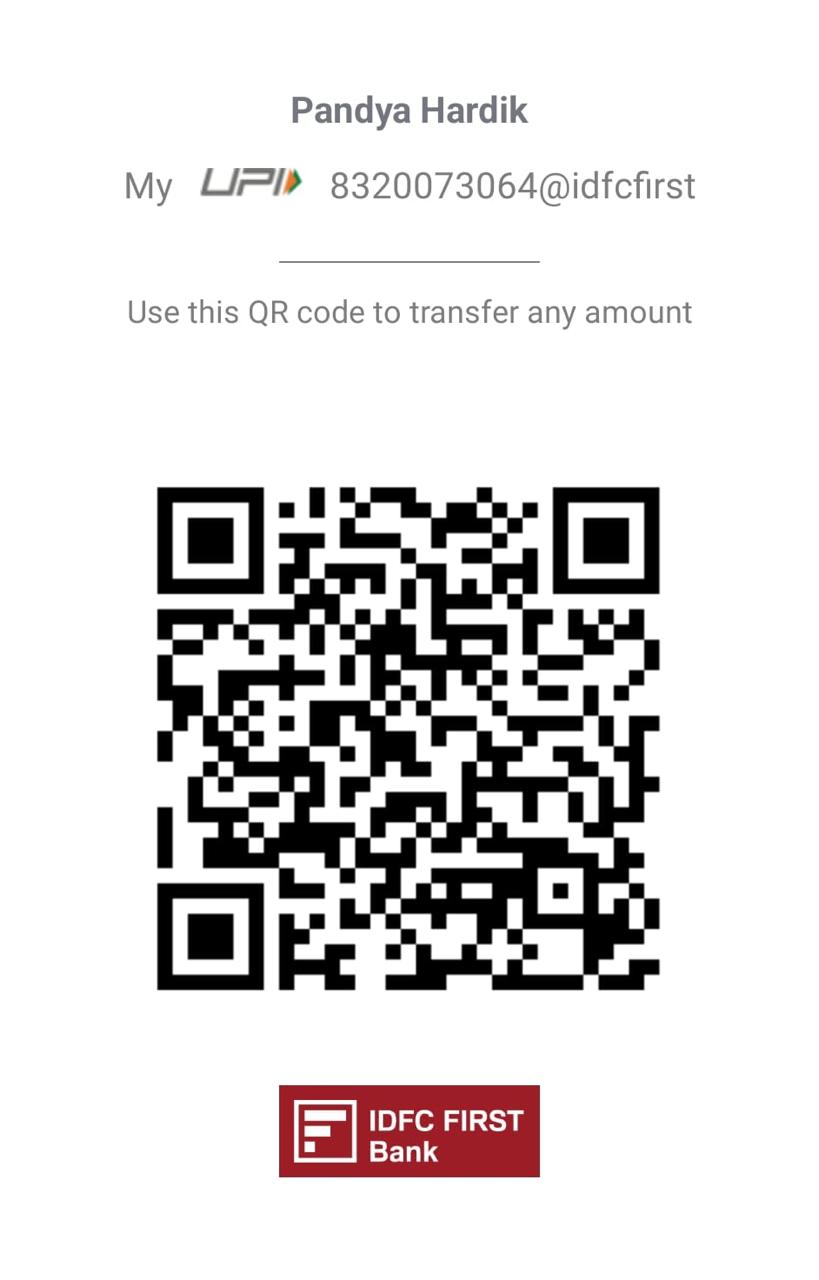 Pandya Hardik
My UPI 8320073064@idfcfirst
Use this QR code to transfer any amount
IDFC FIRST
Bank